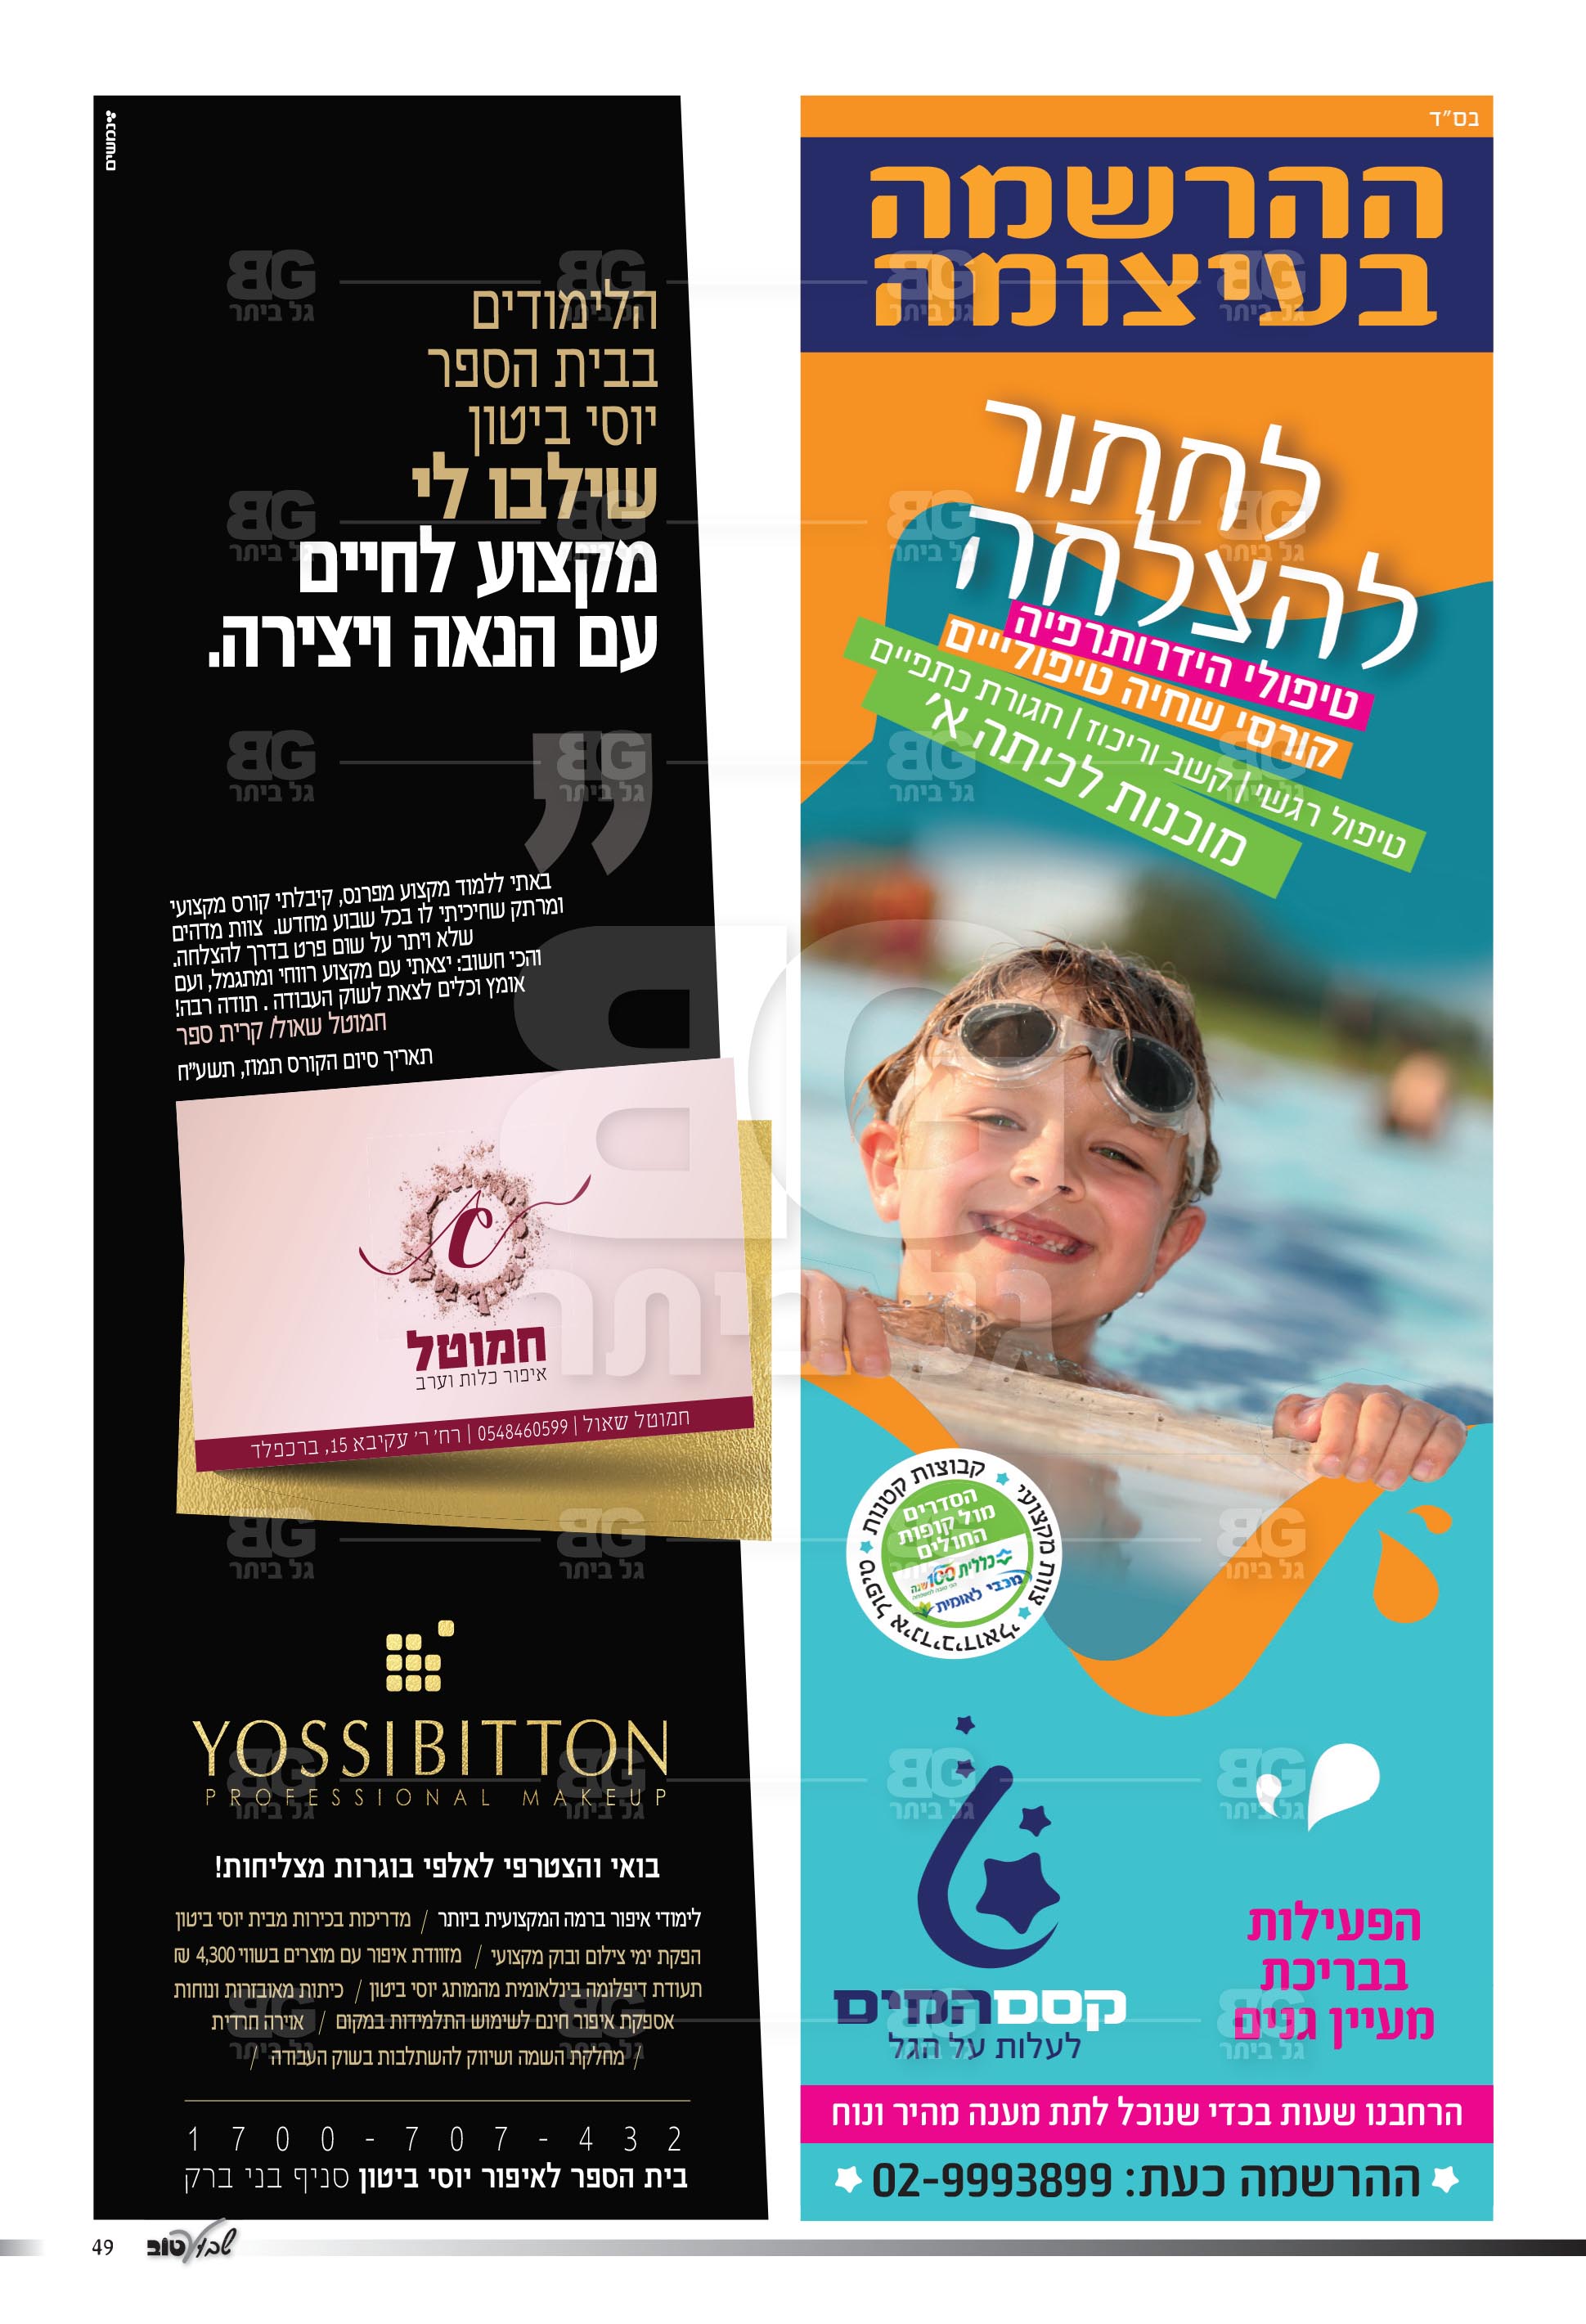 בס"ד
ההרשמה
בעיצומה
לחתור
להצלחה
טיפולי הידרותרפיה
קורסי שחיה טיפוליים
טיפול רגשי | קשב וריכוז | חגורת כתפיים
מוכנות לכיתה א'
קבוצות קטנות
צוות מקצועי
טיפול אינדיבידואלי
הסדרים
מול קופות
החולים
כללית 100 שנה
מכבי לאומית
קסם המים
לעלות על הגל
הפעילות
בבריכת
מעיין גנים
הרחבנו שעות בכדי שנוכל לתת מענה מהיר ונוח
ההרשמה כעת: 02-9993899
הלימודים
בבית הספר
יוסי ביטון
שילבו לי
מקצוע לחיים
עם הנאה ויצירה.
באתי ללמוד מקצוע מפרנס, קיבלתי קורס מקצועי
ומרתק שחיכיתי לו בכל שבוע מחדש. צוות מדהים
שלא ויתר על שום פרט בדרך להצלחה.
והכי חשוב: יצאתי עם מקצוע רווחי ומתגמל, ועם
אומץ וכלים לצאת לשוק העבודה . תודה רבה!
חמוטל שאול/ קרית ספר
תאריך סיום הקורס תמוז, תשע"ח
חמוטל
איפור כלות וערב
חמוטל שאול | 0548460599 | רח' ר' עקיבא 15, ברכפלד
YOSSIBITTON
PROFESSIONAL MAKEUP
בואי והצטרפי לאלפי בוגרות מצליחות!
לימודי איפור ברמה המקצועית ביותר / מדריכות בכירות מבית יוסי ביטון
הפקת ימי צילום ובוק מקצועי / מזוודת איפור עם מוצרים בשווי 4,300 ₪
תעודת דיפלומה בינלאומית מהמותג יוסי ביטון / כיתות מאובזרות ונוחות
אספקת איפור חינם לשימוש התלמידות במקום / אוירה חרדית
/ מחלקת השמה ושיווק להשתלבות בשוק העבודה /
1700-707-432
בית הספר לאיפור יוסי ביטון סניף בני ברק
BG
גל ביתר
49
שבוע טוב